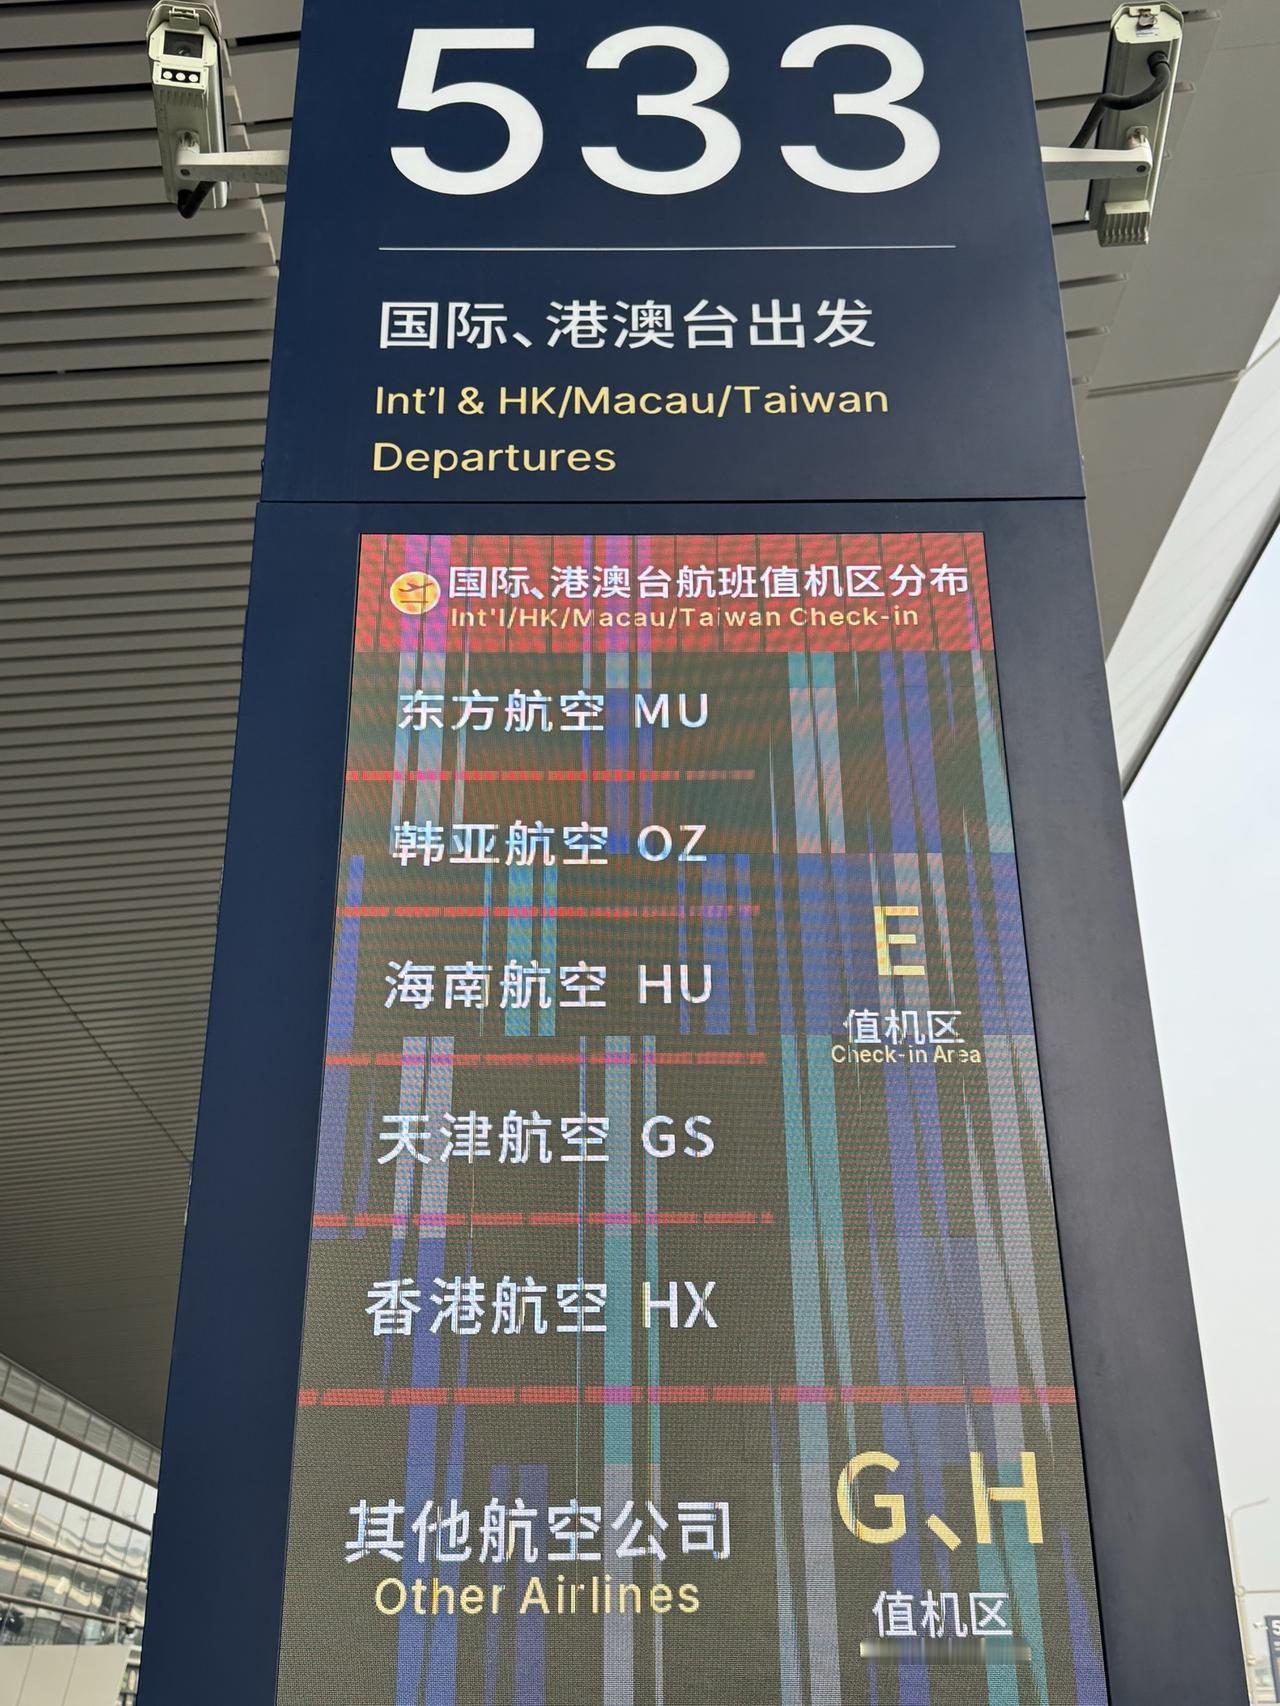 533
国际、港澳台出发
Int'l & HK/Macau/Taiwan
Departures
国际、港澳台航班值机区分布
Int'l/HK/Macau/Taiwan Check-in
东方航空 MU
韩亚航空 OZ
海南航空 HU
天津航空 GS
香港航空 HX
E
值机区
Check-in Area
其他航空公司
Other Airlines
G、H
值机区